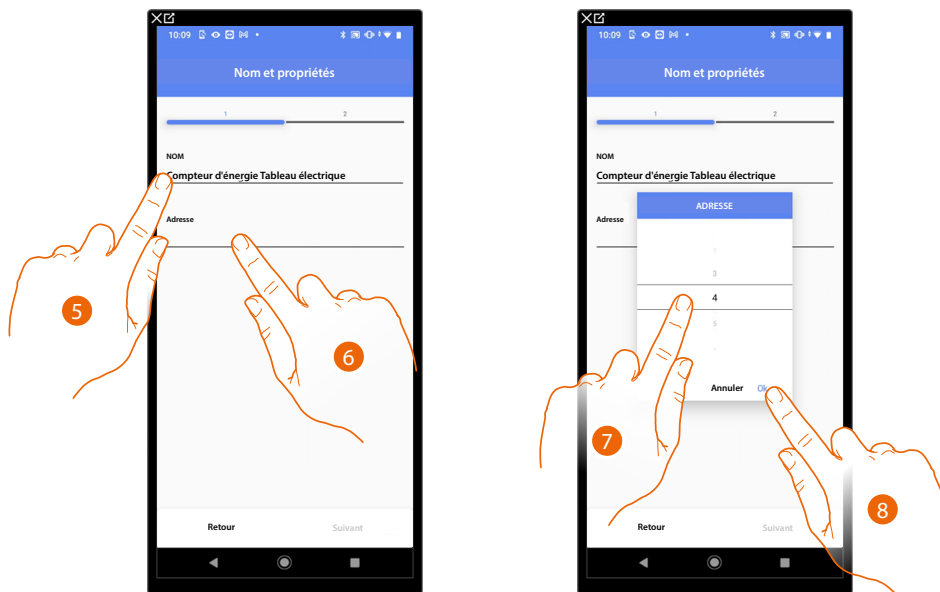 10:09
Nom et propriétés
1 2
NOM
Compteur d'énergie Tableau électrique
Adresse
Retour Suivant
5
6
10:09
Nom et propriétés
1 2
NOM
Compteur d'énergie Tableau électrique
Adresse
ADRESSE
3
4
5
Annuler Ok
Retour Suivant
7
8